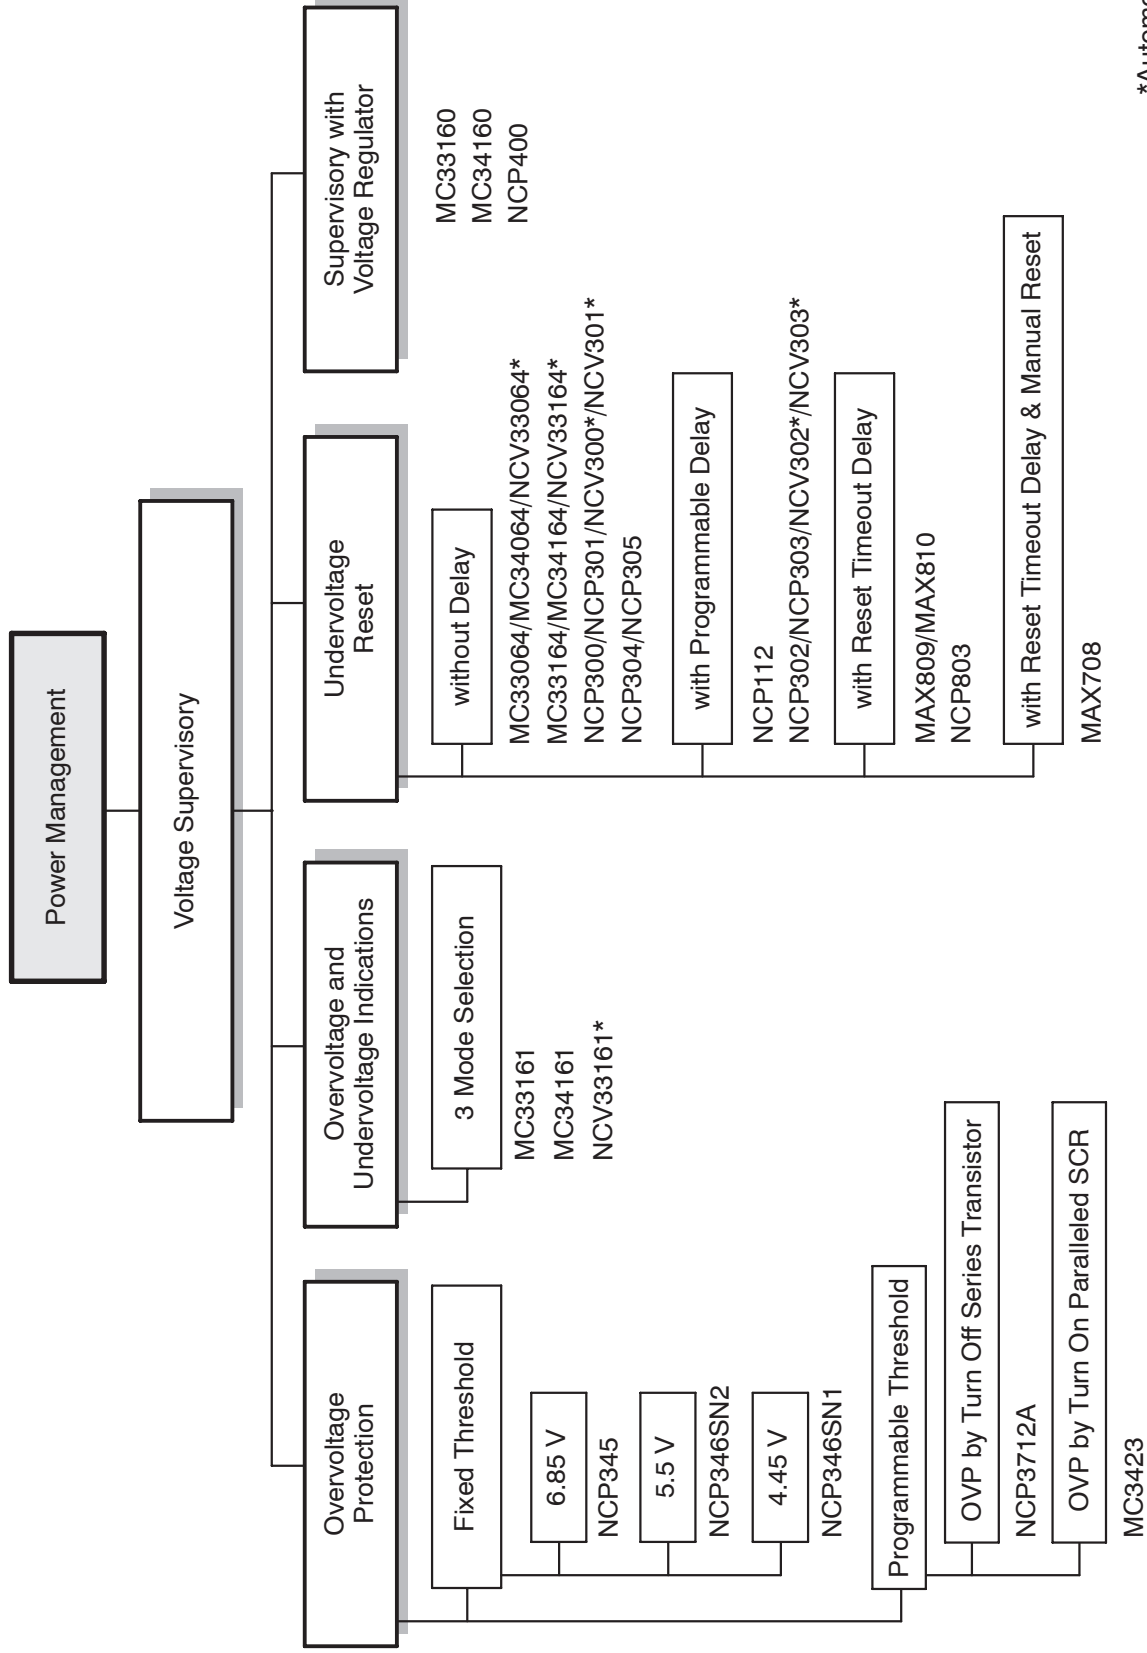 Power Management
Voltage Supervisory
Overvoltage
Protection
Fixed Threshold
6.85 V
NCP345
5.5 V
NCP346SN2
4.45 V
NCP346SN1
Programmable Threshold
OVP by Turn Off Series Transistor
NCP3712A
OVP by Turn On Paralleled SCR
MC3423
Overvoltage and
Undervoltage Indications
3 Mode Selection
MC33161
MC34161
NCV33161*
Undervoltage
Reset
without Delay
MC33064/MC34064/NCV33064*
MC33164/MC34164/NCV33164*
NCP300/NCP301/NCV300*/NCV301*
NCP304/NCP305
with Programmable Delay
NCP112
NCP302/NCP303/NCV302*/NCV303*
with Reset Timeout Delay
MAX809/MAX810
NCP803
with Reset Timeout Delay & Manual Reset
MAX708
Supervisory with
Voltage Regulator
MC33160
MC34160
NCP400